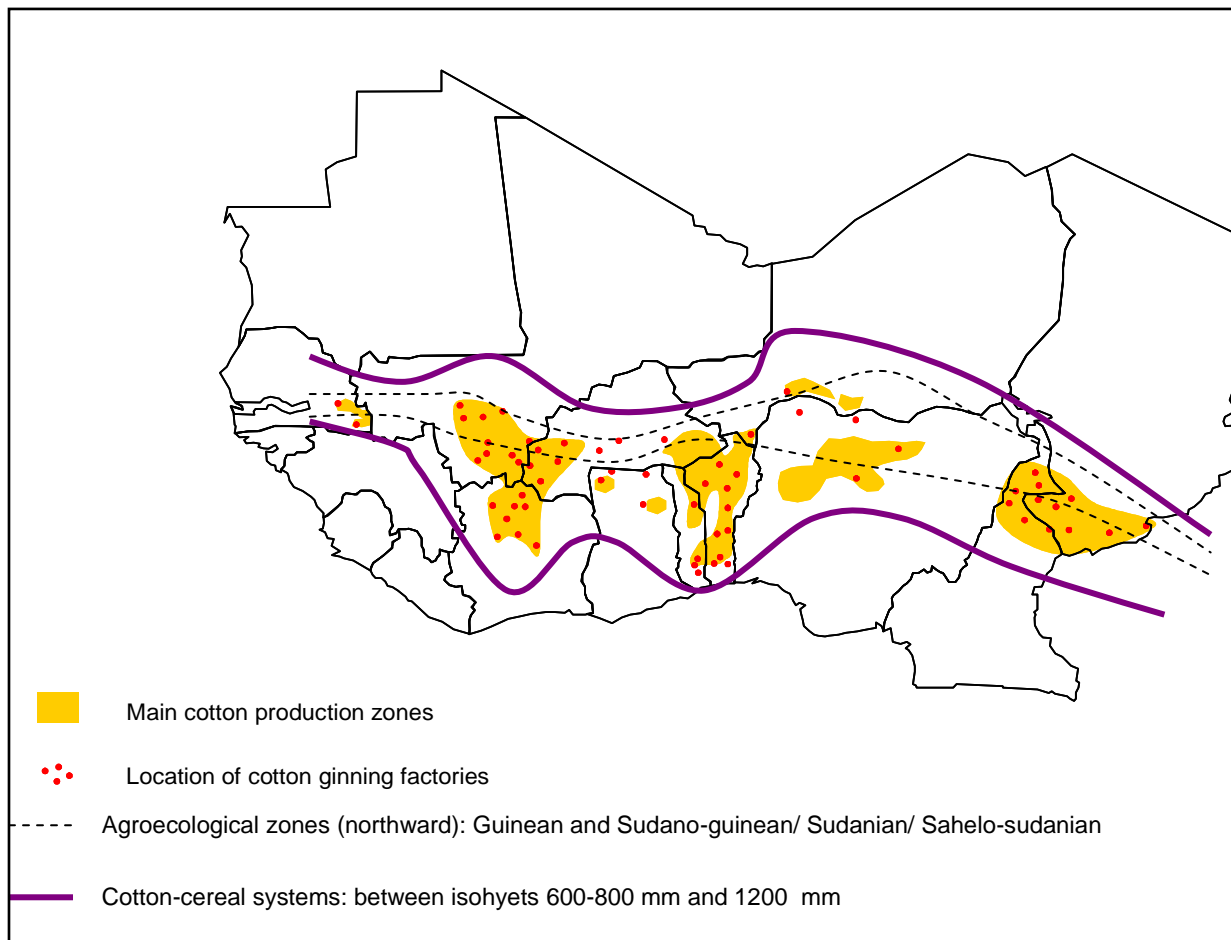 Main cotton production zones
Location of cotton ginning factories
Agroecological zones (northward): Guinean and Sudano-guinean/ Sudanian/ Sahelo-sudanian
Cotton-cereal systems: between isohyets 600-800 mm and 1200  mm